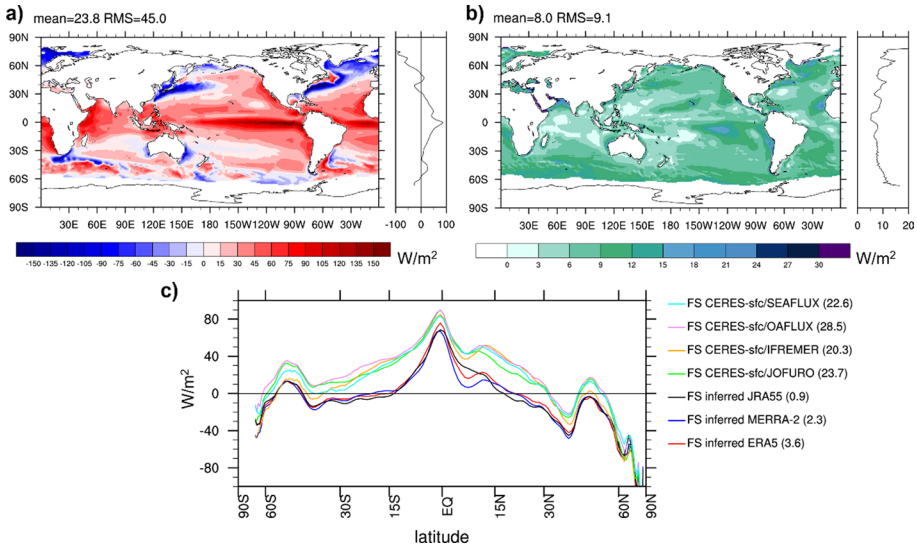 a)
mean=23.8 RMS=45.0
90N
60N
30N
0
30S
60S
90S
30E 60E 90E 120E 150E 180W 150W 120W 90W 60W 30W
-100 0 100
-150 -135 -120 -105 -90 -75 -60 -45 -30 -15 0 15 30 45 60 75 90 105 120 135 150
W/m²
b)
mean=8.0 RMS=9.1
90N
60N
30N
0
30S
60S
90S
30E 60E 90E 120E 150E 180W 150W 120W 90W 60W 30W
0 10 20
0 3 6 9 12 15 18 21 24 27 30
W/m²
c)
W/m²
80
40
0
-40
-80
90S 60S 30S 15S EQ 15N 30N 60N 90N
latitude
FS CERES-sfc/SEAFLUX (22.6)
FS CERES-sfc/OAFLUX (28.5)
FS CERES-sfc/IFREMER (20.3)
FS CERES-sfc/JOFURO (23.7)
FS inferred JRA55 (0.9)
FS inferred MERRA-2 (2.3)
FS inferred ERA5 (3.6)